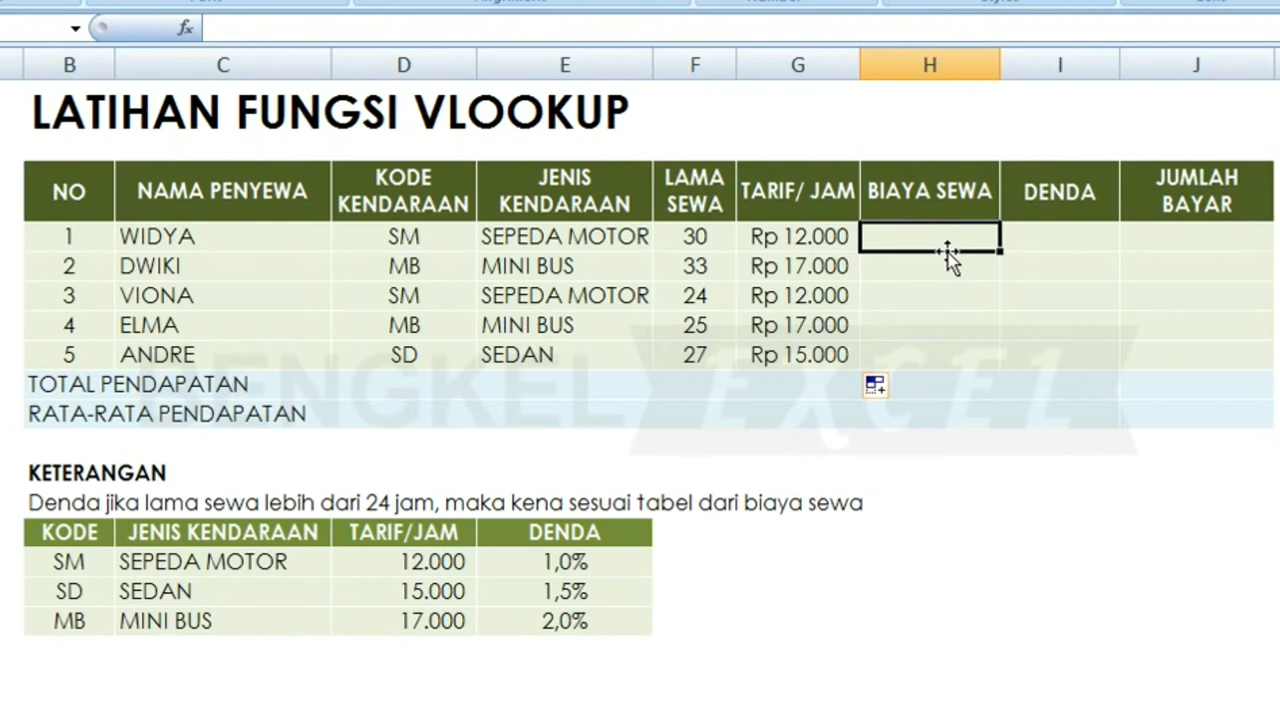 fx
B C D E F G H I J
LATIHAN FUNGSI VLOOKUP
NO NAMA PENYEWA KODE KENDARAAN JENIS KENDARAAN LAMA SEWA TARIF/ JAM BIAYA SEWA DENDA JUMLAH BAYAR
1 WIDYA SM SEPEDA MOTOR 30 Rp 12.000
2 DWIKI MB MINI BUS 33 Rp 17.000
3 VIONA SM SEPEDA MOTOR 24 Rp 12.000
4 ELMA MB MINI BUS 25 Rp 17.000
5 ANDRE SD SEDAN 27 Rp 15.000
TOTAL PENDAPATAN
RATA-RATA PENDAPATAN
EXCEL
KETERANGAN
Denda jika lama sewa lebih dari 24 jam, maka kena sesuai tabel dari biaya sewa
KODE JENIS KENDARAAN TARIF/JAM DENDA
SM SEPEDA MOTOR 12.000 1,0%
SD SEDAN 15.000 1,5%
MB MINI BUS 17.000 2,0%